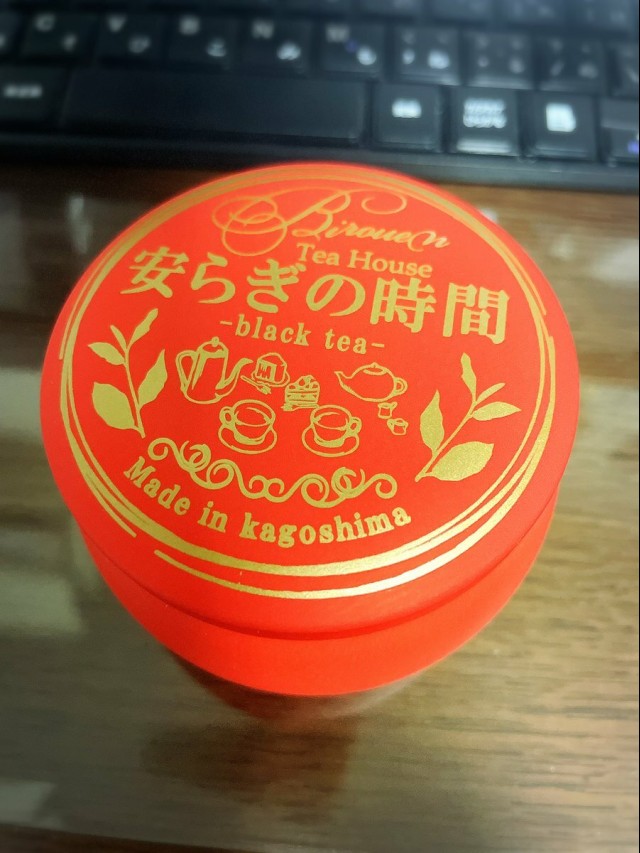 Birouen
Tea House
安らぎの時間
-black tea-
Made in kagoshima